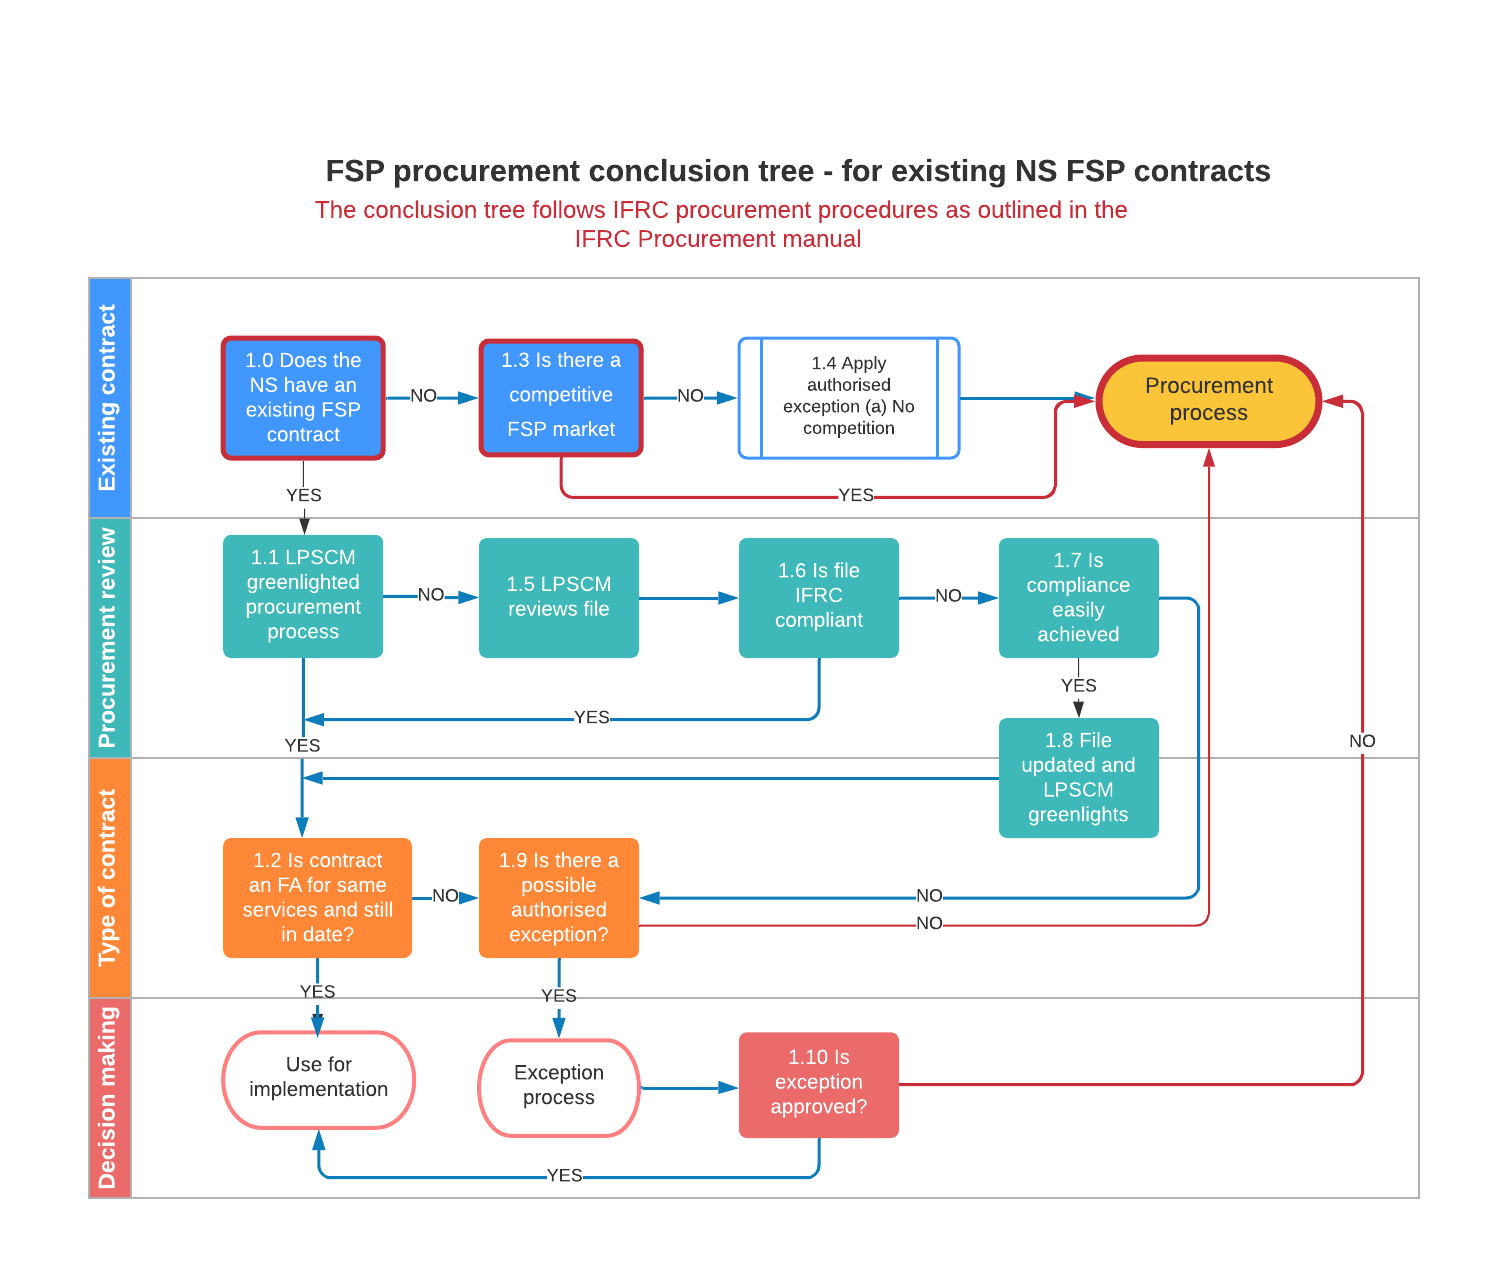 FSP procurement conclusion tree - for existing NS FSP contracts
The conclusion tree follows IFRC procurement procedures as outlined in the
IFRC Procurement manual
Existing contract
1.0 Does the
NS have an
existing FSP
contract
NO
1.3 Is there a
competitive
FSP market
NO
1.4 Apply
authorised
exception (a) No
competition
Procurement
process
YES
YES
Procurement review
1.1 LPSCM
greenlighted
procurement
process
NO
1.5 LPSCM
reviews file
1.6 Is file
IFRC
compliant
NO
1.7 Is
compliance
easily
achieved
YES
YES
YES
NO
1.8 File
updated and
LPSCM
greenlights
Type of contract
1.2 Is contract
an FA for same
services and still
in date?
NO
1.9 Is there a
possible
authorised
exception?
NO
NO
YES
YES
Decision making
Use for
implementation
Exception
process
1.10 Is
exception
approved?
YES